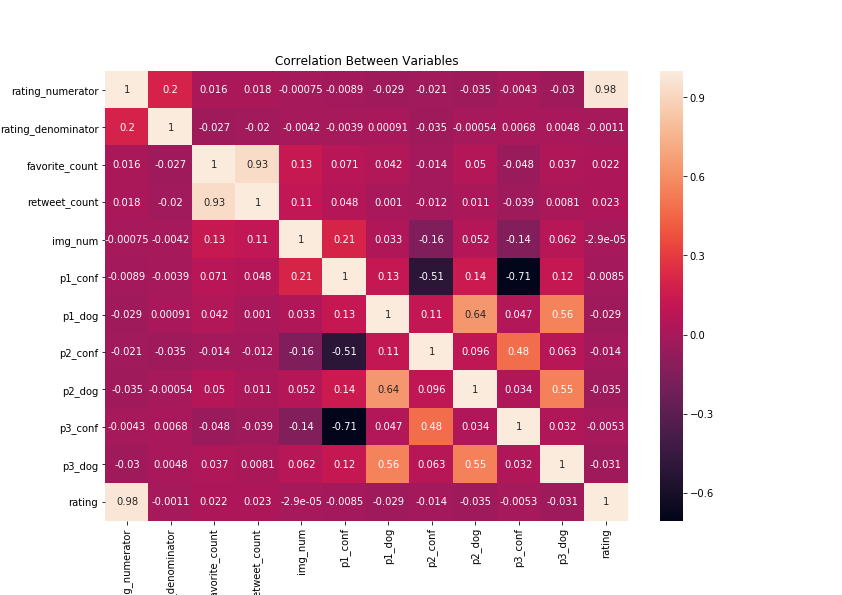 Correlation Between Variables
rating_numerator 1 0.2 0.016 0.018 -0.00075 -0.0089 -0.029 -0.021 -0.035 -0.0043 -0.03 0.98
rating_denominator 0.2 1 -0.027 -0.02 -0.0042 -0.0039 0.00091 -0.035 -0.00054 0.0068 0.0048 -0.0011
favorite_count 0.016 -0.027 1 0.93 0.13 0.071 0.042 -0.014 0.05 -0.048 0.037 0.022
retweet_count 0.018 -0.02 0.93 1 0.11 0.048 0.001 -0.012 0.011 -0.039 0.0081 0.023
img_num -0.00075 -0.0042 0.13 0.11 1 0.21 0.033 -0.16 0.052 -0.14 0.062 -2.9e-05
p1_conf -0.0089 -0.0039 0.071 0.048 0.21 1 0.13 -0.51 0.14 -0.71 0.12 -0.0085
p1_dog -0.029 0.00091 0.042 0.001 0.033 0.13 1 0.11 0.64 0.047 0.56 -0.029
p2_conf -0.021 -0.035 -0.014 -0.012 -0.16 -0.51 0.11 1 0.096 0.48 0.063 -0.014
p2_dog -0.035 -0.00054 0.05 0.011 0.052 0.14 0.64 0.096 1 0.034 0.55 -0.035
p3_conf -0.0043 0.0068 -0.048 -0.039 -0.14 -0.71 0.047 0.48 0.034 1 0.032 -0.0053
p3_dog -0.03 0.0048 0.037 0.0081 0.062 0.12 0.56 0.063 0.55 0.032 1 -0.031
rating 0.98 -0.0011 0.022 0.023 -2.9e-05 -0.0085 -0.029 -0.014 -0.035 -0.0053 -0.031 1
g_numerator
denominator
avorite_count
etweet_count
img_num
p1_conf
p1_dog
p2_conf
p2_dog
p3_conf
p3_dog
rating
0.9
0.6
0.3
0.0
−0.3
−0.6